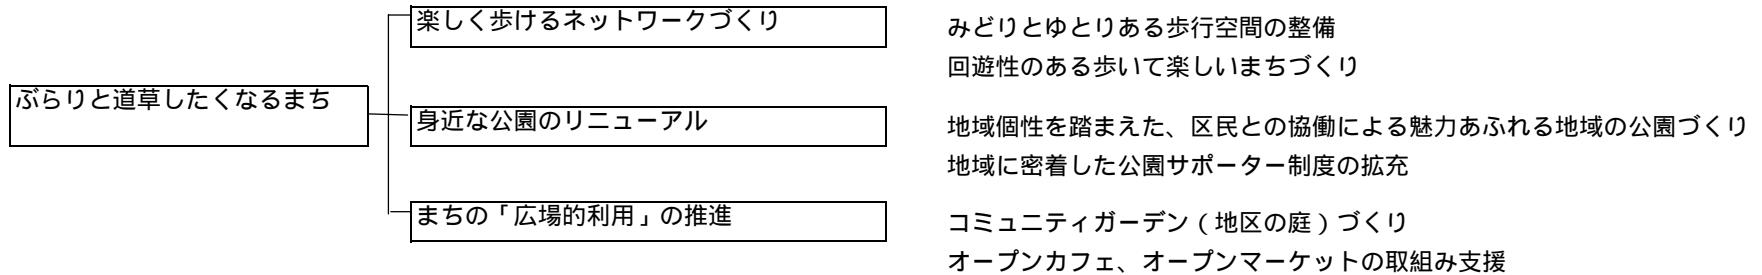 ぶらりと道草したくなるまち
楽しく歩けるネットワークづくり
みどりとゆとりある歩行空間の整備
回遊性のある歩いて楽しいまちづくり
身近な公園のリニューアル
地域個性を踏まえた、区民との協働による魅力あふれる地域の公園づくり
地域に密着した公園サポーター制度の拡充
まちの「広場的利用」の推進
コミュニティガーデン（地区の庭）づくり
オープンカフェ、オープンマーケットの取組み支援